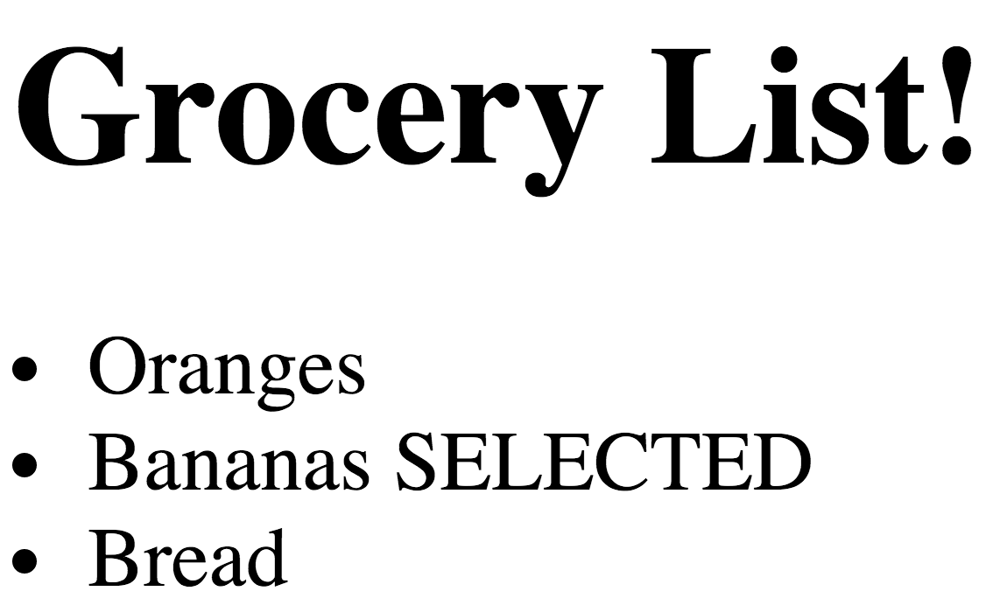 Grocery List!
• Oranges
• Bananas SELECTED
• Bread